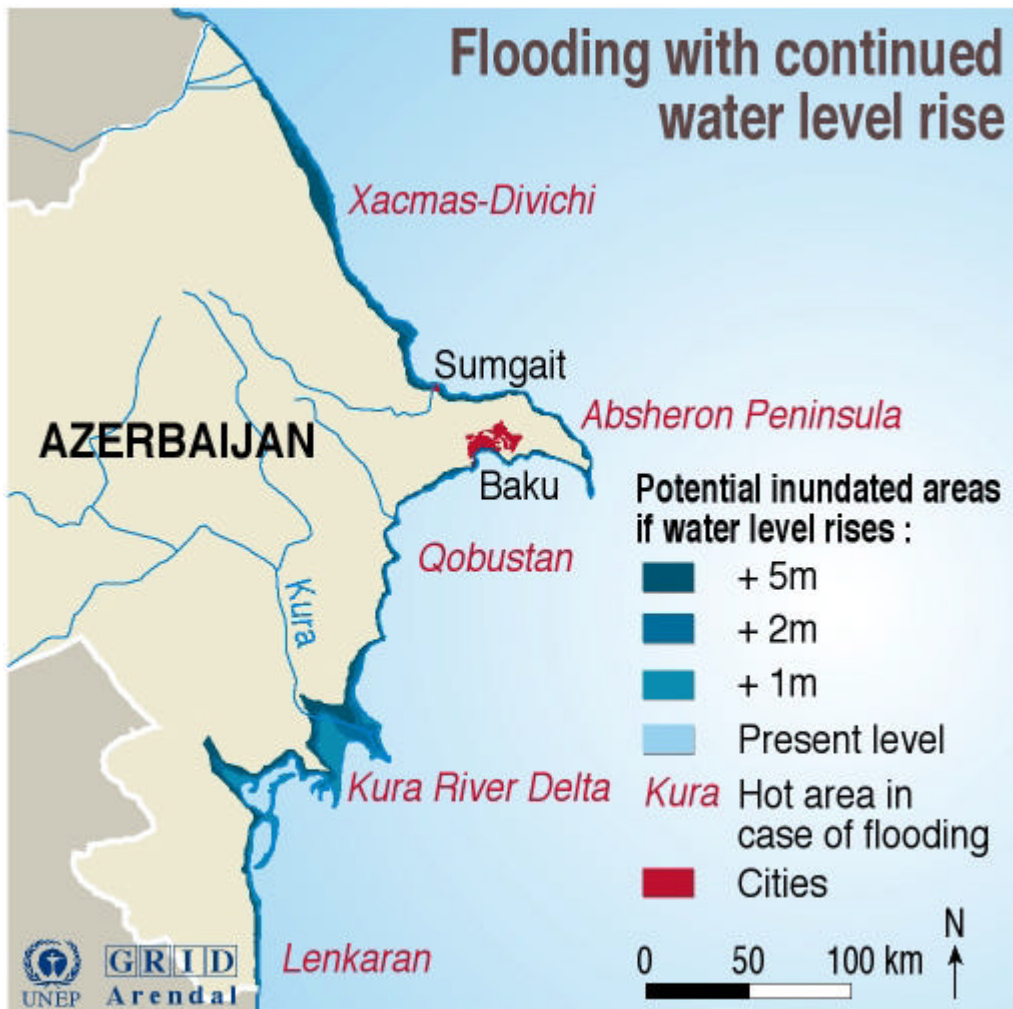 Flooding with continued
water level rise
Xacmas-Divichi
Sumgait
Absheron Peninsula
AZERBAIJAN
Baku
Qobustan
Kura
Kura River Delta
Lenkaran
Potential inundated areas
if water level rises :
+ 5m
+ 2m
+ 1m
Present level
Kura Hot area in
case of flooding
Cities
N
0 50 100 km
UNEP
GRID
Arendal